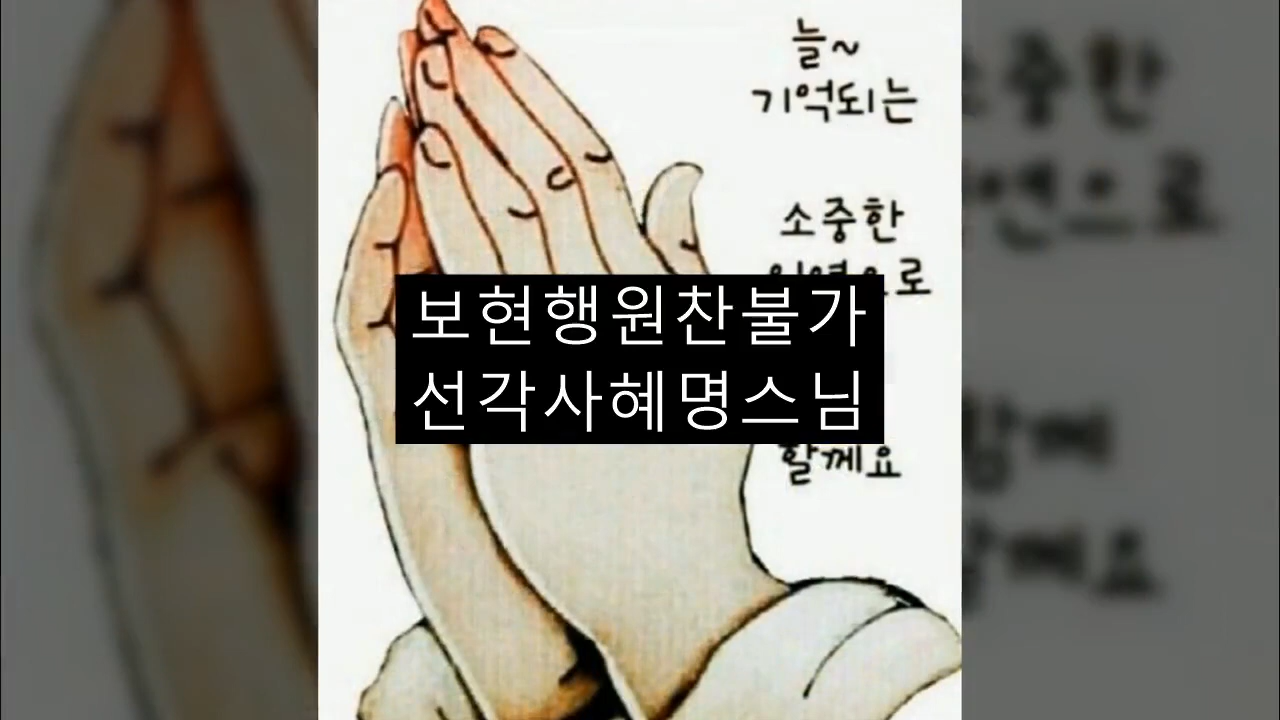 늘~
기억되는
소중한
보현행원찬불가
선각사혜명스님
할께요